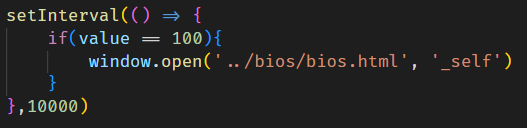 setInterval(() => {
    if(value == 100){
        window.open('../bios/bios.html', '_self')
    }
},10000)